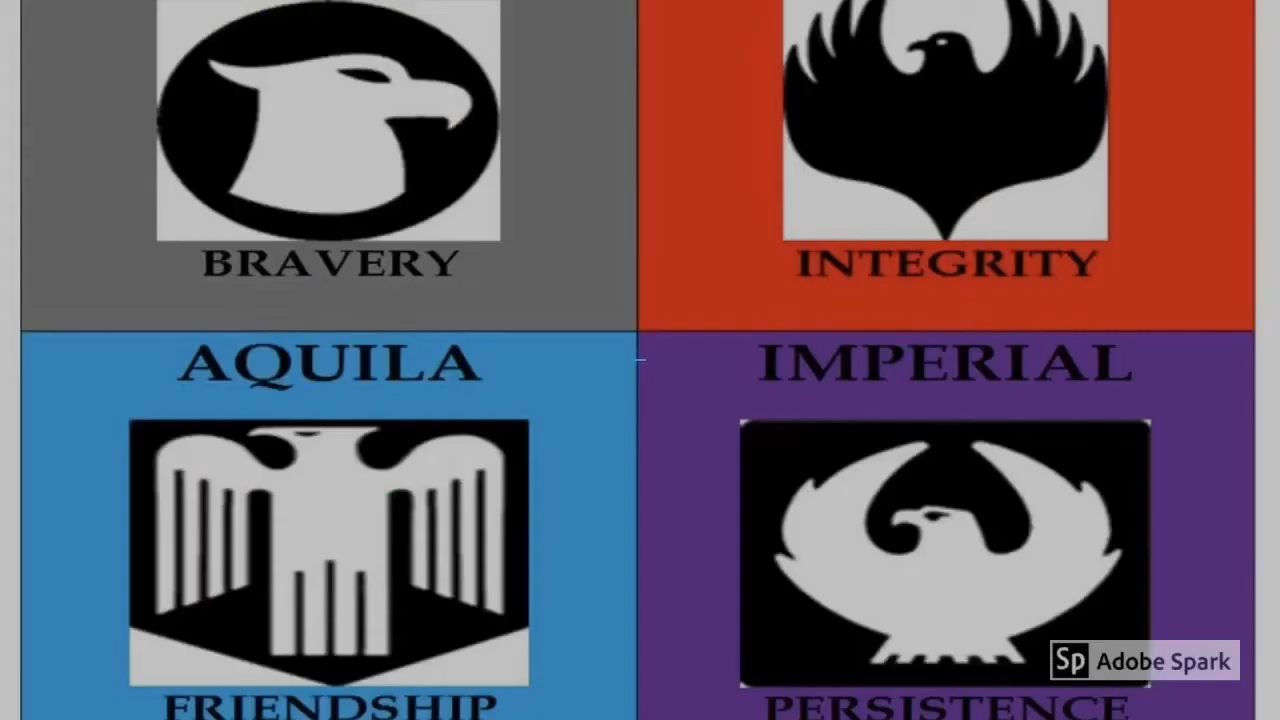 BRAVERY
INTEGRITY
AQUILA
IMPERIAL
FRIENDSHIP
PERSISTENCE
Sp Adobe Spark